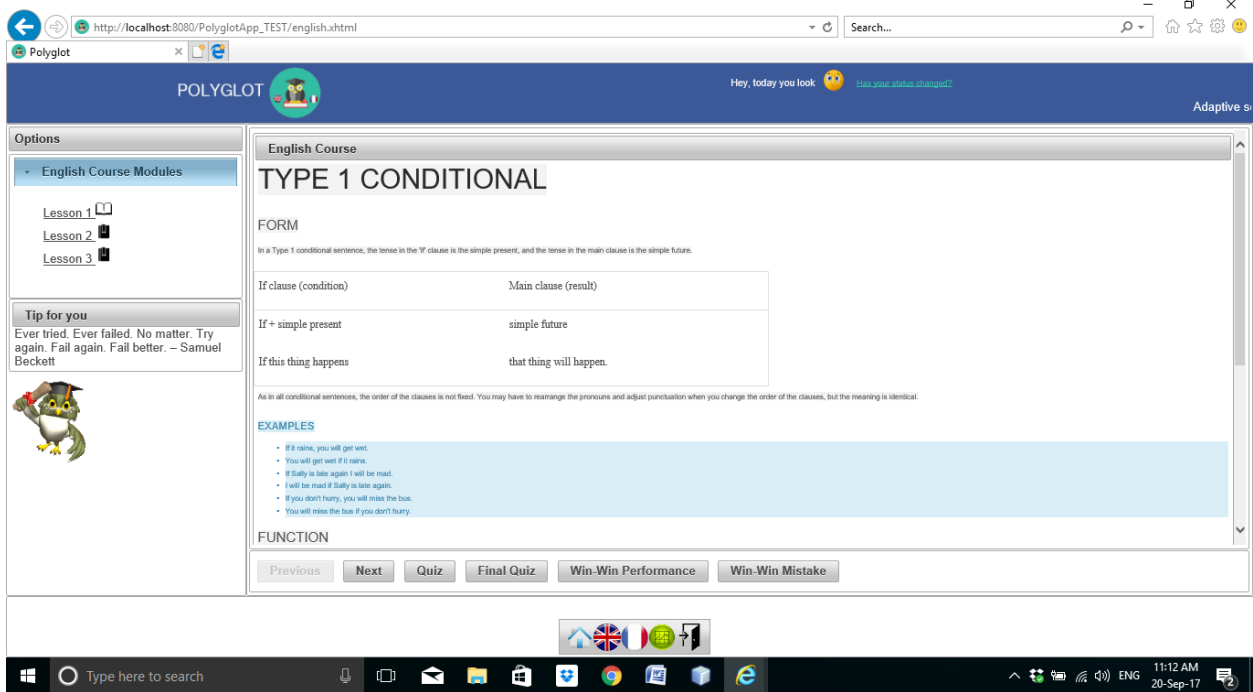 http://localhost:8080/PolyglotApp_TEST/english.xhtml
Search...
Polyglot
POLYGLOT
Hey, today you look
Has your status changed?
Adaptive s
Options
English Course Modules
Lesson 1
Lesson 2
Lesson 3
Tip for you
Ever tried. Ever failed. No matter. Try
again. Fail again. Fail better. – Samuel
Beckett
English Course
TYPE 1 CONDITIONAL
FORM
In a Type 1 conditional sentence, the tense in the 'if' clause is the simple present, and the tense in the main clause is the simple future.
If clause (condition) Main clause (result)
If + simple present simple future
If this thing happens that thing will happen.
As in all conditional sentences, the order of the clauses is not fixed. You may have to rearrange the pronouns and adjust punctuation when you change the order of the clauses, but the meaning is identical.
EXAMPLES
• If it rains, you will get wet.
• You will get wet if it rains.
• If Sally is late again I will be mad.
• I will be mad if Sally is late again.
• If you don't hurry, you will miss the bus.
• You will miss the bus if you don't hurry.
FUNCTION
Previous Next Quiz Final Quiz Win-Win Performance Win-Win Mistake
Type here to search
ENG
11:12 AM
20-Sep-17
2